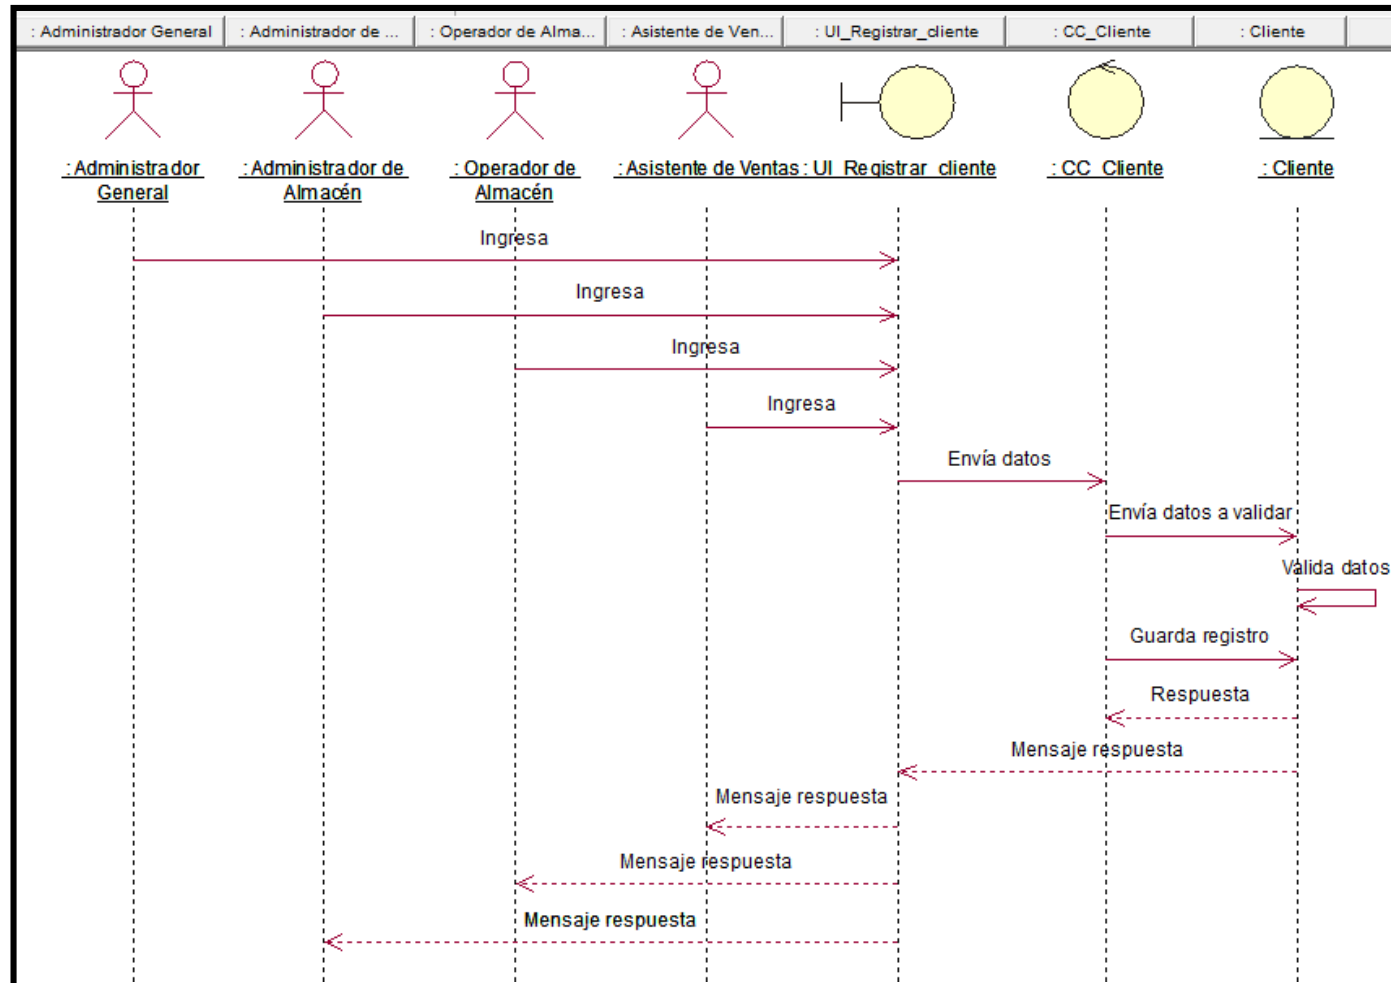 : Administrador General
: Administrador de ...
: Operador de Alma...
: Asistente de Ven...
: UI_Registrar_cliente
: CC_Cliente
: Cliente
: Administrador
General
: Administrador de
Almacén
: Operador de
Almacén
: Asistente de Ventas
: UI_Registrar_cliente
: CC_Cliente
: Cliente
Ingresa
Ingresa
Ingresa
Ingresa
Envía datos
Envía datos a validar
Valida datos
Guarda registro
Respuesta
Mensaje respuesta
Mensaje respuesta
Mensaje respuesta
Mensaje respuesta